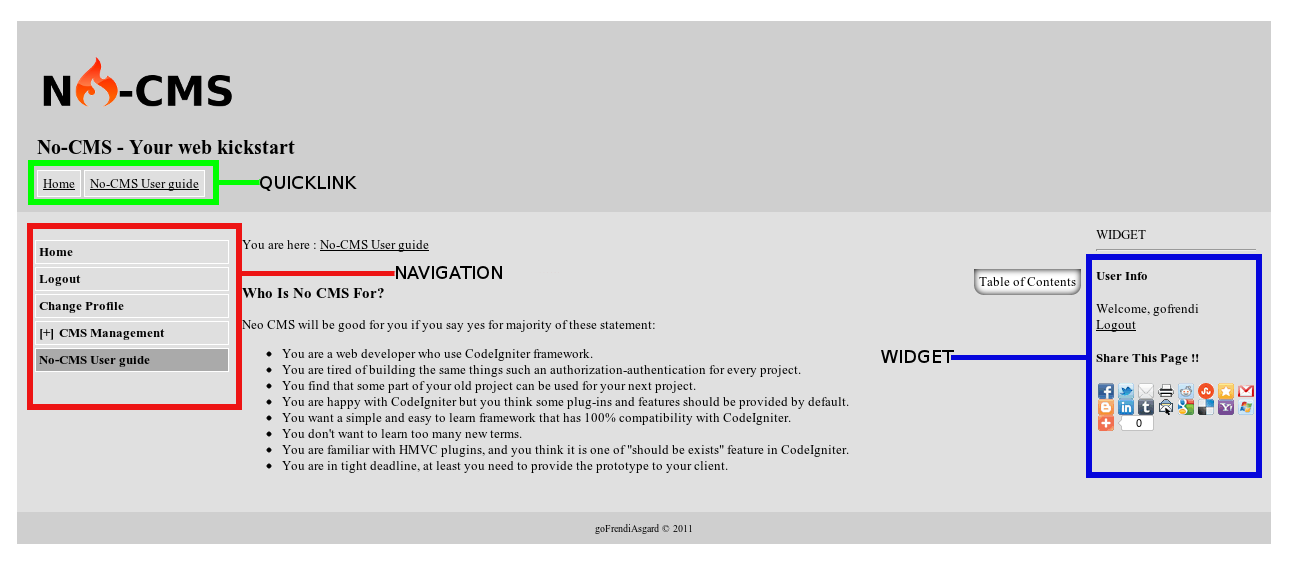 No-CMS
No-CMS - Your web kickstart
Home No-CMS User guide QUICKLINK
Home
Logout
Change Profile
[+] CMS Management
No-CMS User guide
You are here : No-CMS User guide
NAVIGATION
Table of Contents
Who Is No CMS For?
Neo CMS will be good for you if you say yes for majority of these statement:
You are a web developer who use CodeIgniter framework.
You are tired of building the same things such an authorization-authentication for every project.
You find that some part of your old project can be used for your next project.
You are happy with CodeIgniter but you think some plug-ins and features should be provided by default.
You want a simple and easy to learn framework that has 100% compatibility with CodeIgniter.
You don't want to learn too many new terms.
You are familiar with HMVC plugins, and you think it is one of "should be exists" feature in CodeIgniter.
You are in tight deadline, at least you need to provide the prototype to your client.
WIDGET
WIDGET
User Info
Welcome, gofrendi
Logout
Share This Page !!
0
goFrendiAsgard © 2011